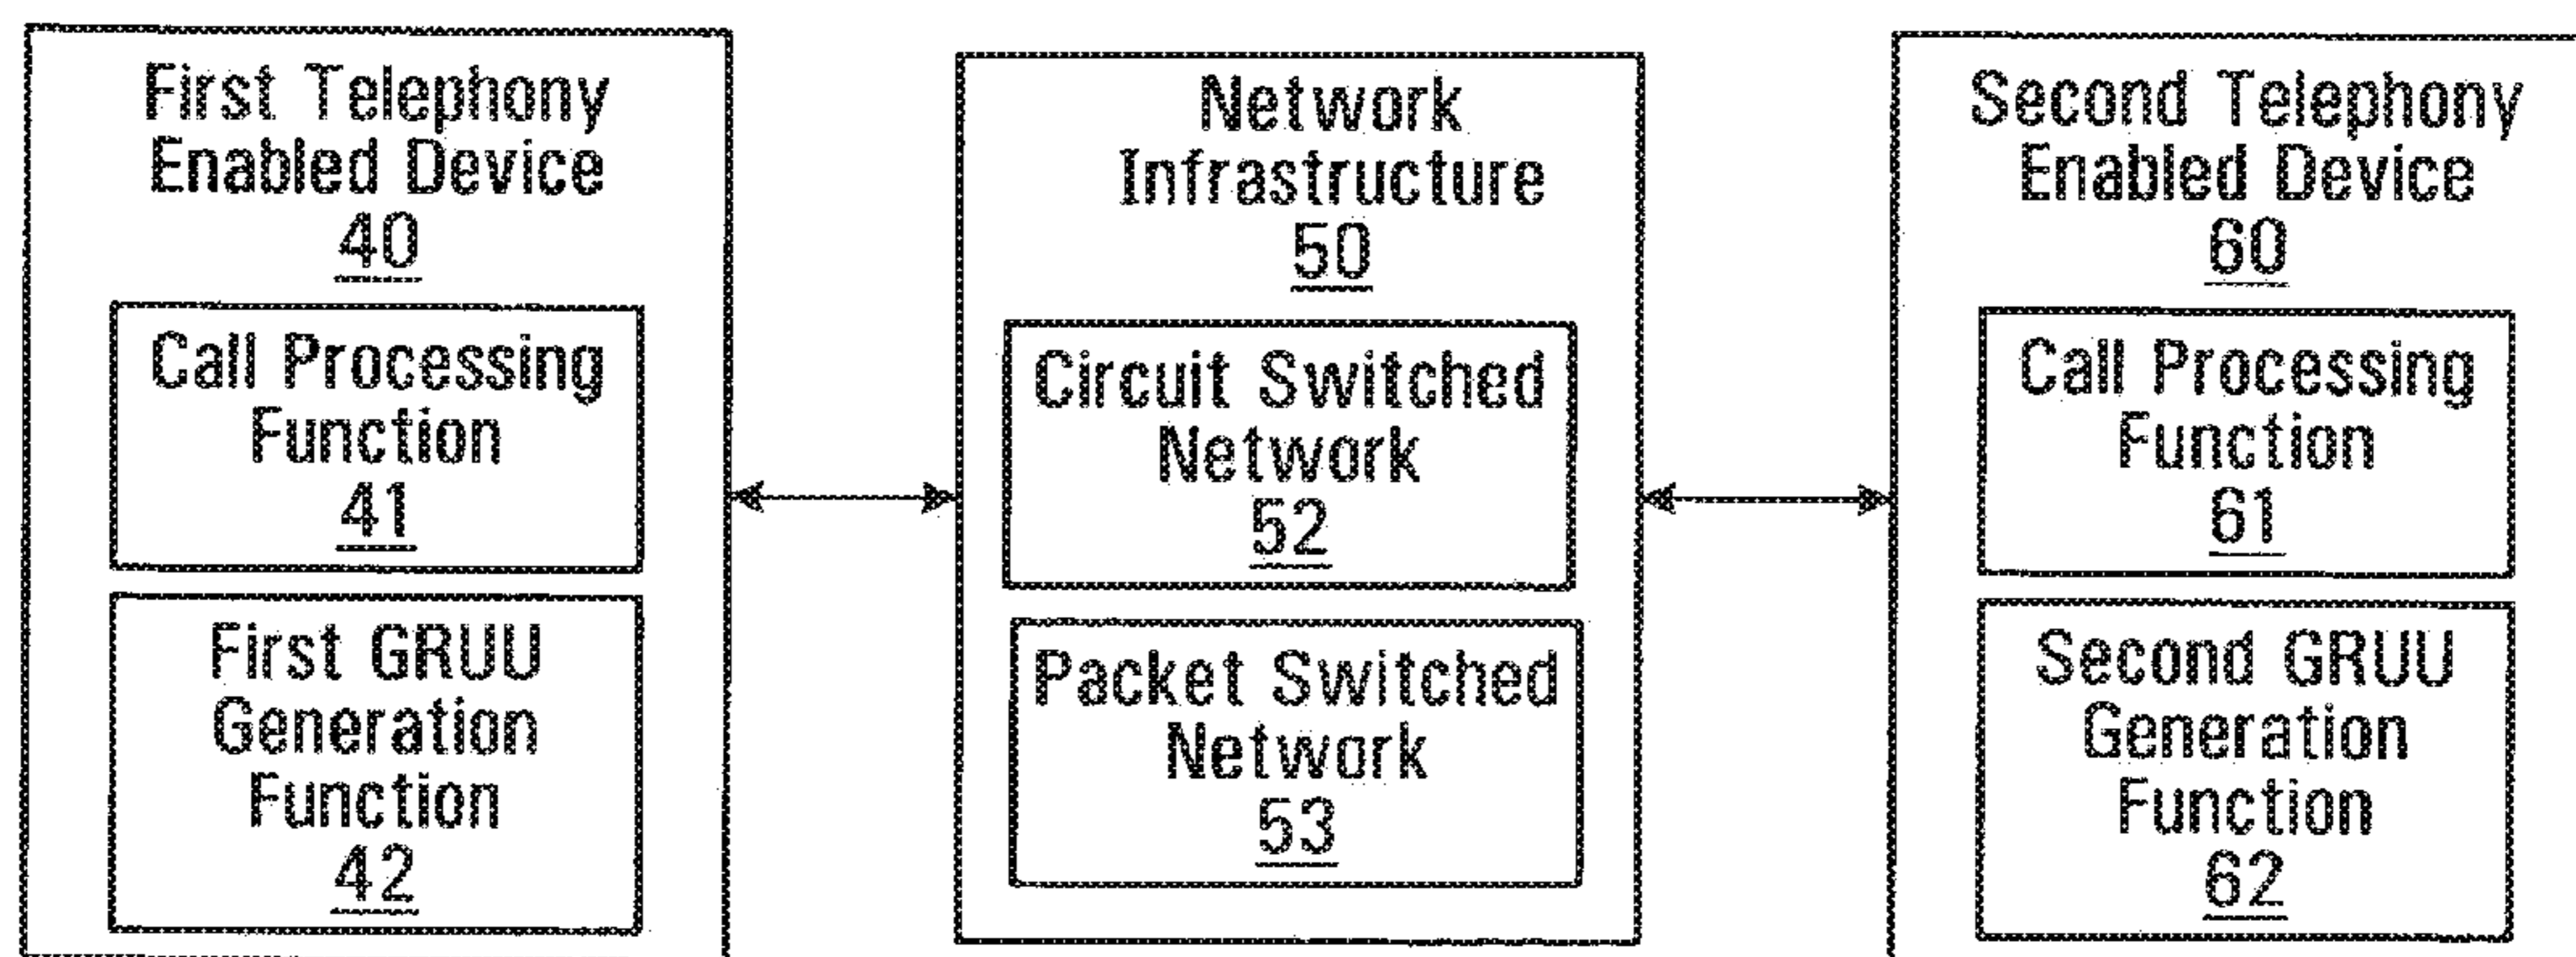 First Telephony
Enabled Device
40
Call Processing
Function
41
First GRUU
Generation
Function
42
Network
Infrastructure
50
Circuit Switched
Network
52
Packet Switched
Network
53
Second Telephony
Enabled Device
60
Call Processing
Function
61
Second GRUU
Generation
Function
62